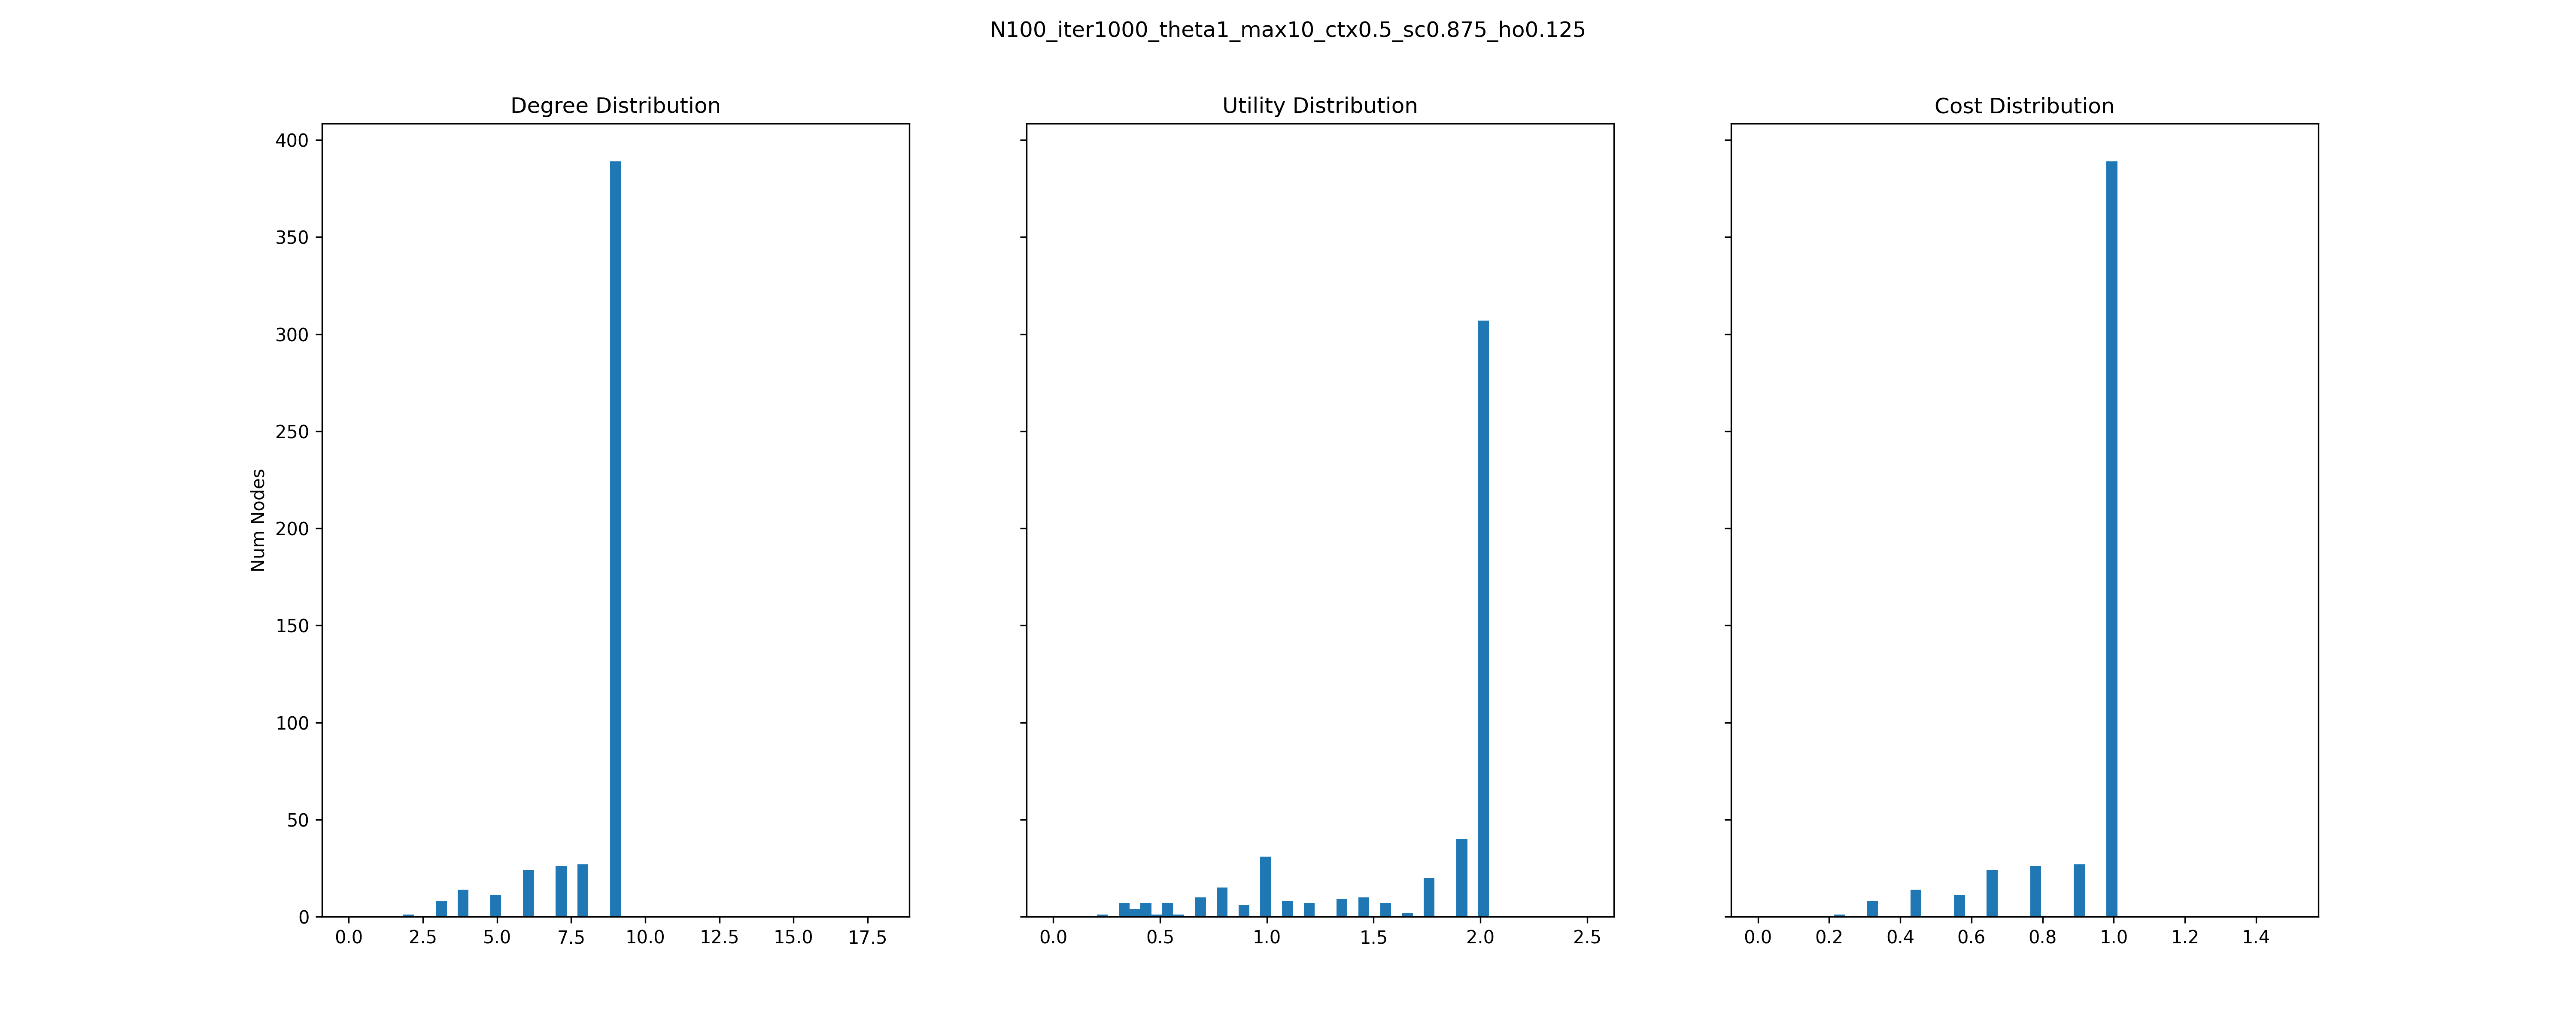 N100_iter1000_theta1_max10_ctx0.5_sc0.875_ho0.125
Degree Distribution
Utility Distribution
Cost Distribution
Num Nodes
400
350
300
250
200
150
100
50
0
0.0 2.5 5.0 7.5 10.0 12.5 15.0 17.5
0.0 0.5 1.0 1.5 2.0 2.5
0.0 0.2 0.4 0.6 0.8 1.0 1.2 1.4